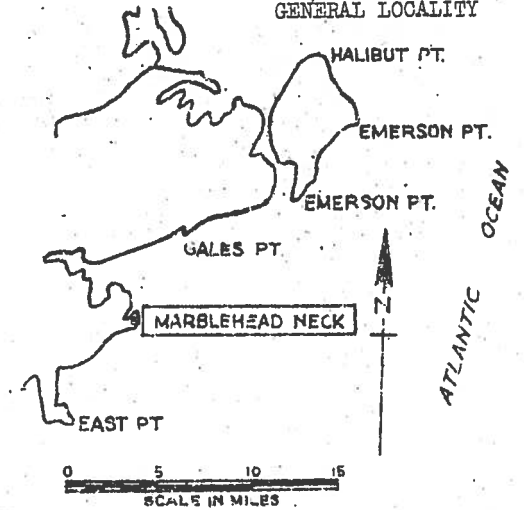 GENERAL LOCALITY
HALIBUT PT.
EMERSON PT.
EMERSON PT.
OCEAN
GALES PT.
N
MARBLEHEAD NECK
ATLANTIC
EAST PT
0 5 10 15
SCALE IN MILES